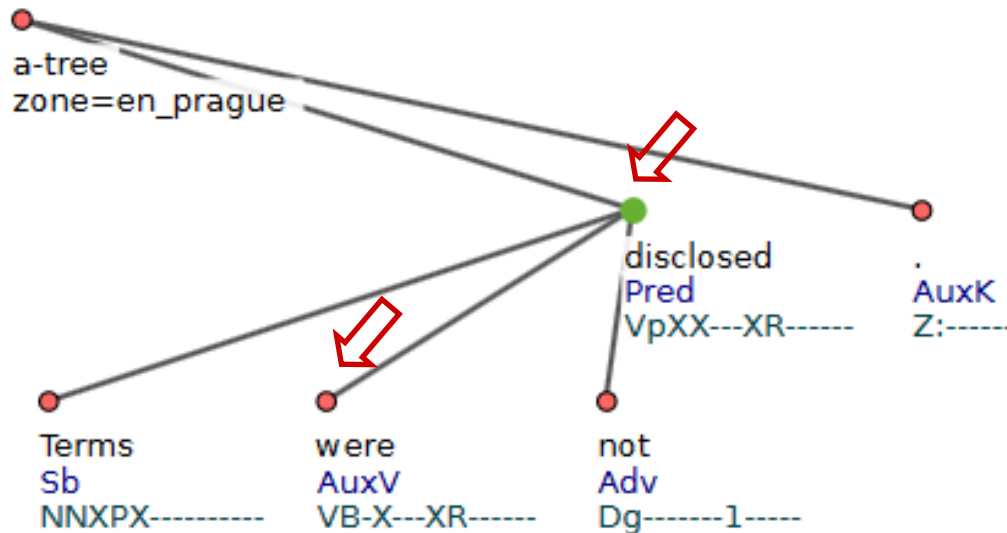 a-tree
zone=en_prague
disclosed
Pred
VpXX---XR------
.
AuxK
Z:------
Terms
Sb
NNXPX----------
were
AuxV
VB-X---XR------
not
Adv
Dg-------1-----